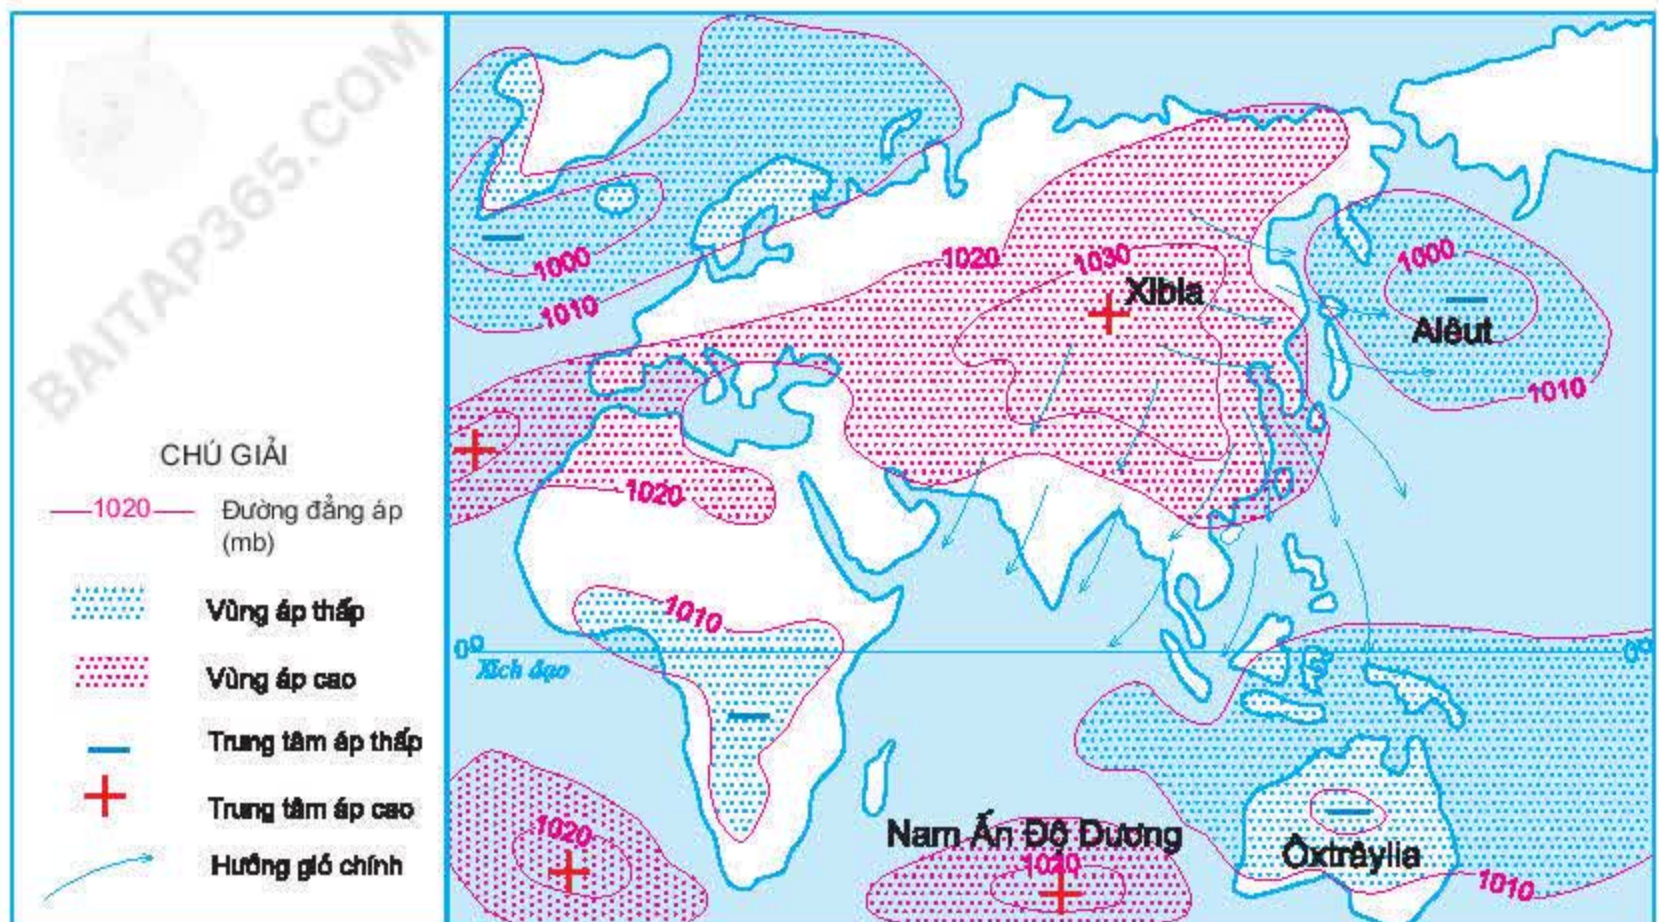 BAITAP365.COM
CHÚ GIẢI
1020
Đường đẳng áp
(mb)
Vùng áp thấp
Vùng áp cao
Trung tâm áp thấp
Trung tâm áp cao
Hướng gió chính
1000
1010
1020
1030
Xibia
1000
Alêut
1010
1020
1010
0º
Xích đạo
0º
1020
Nam Ấn Độ Dương
1020
Ôxtrâylia
1010